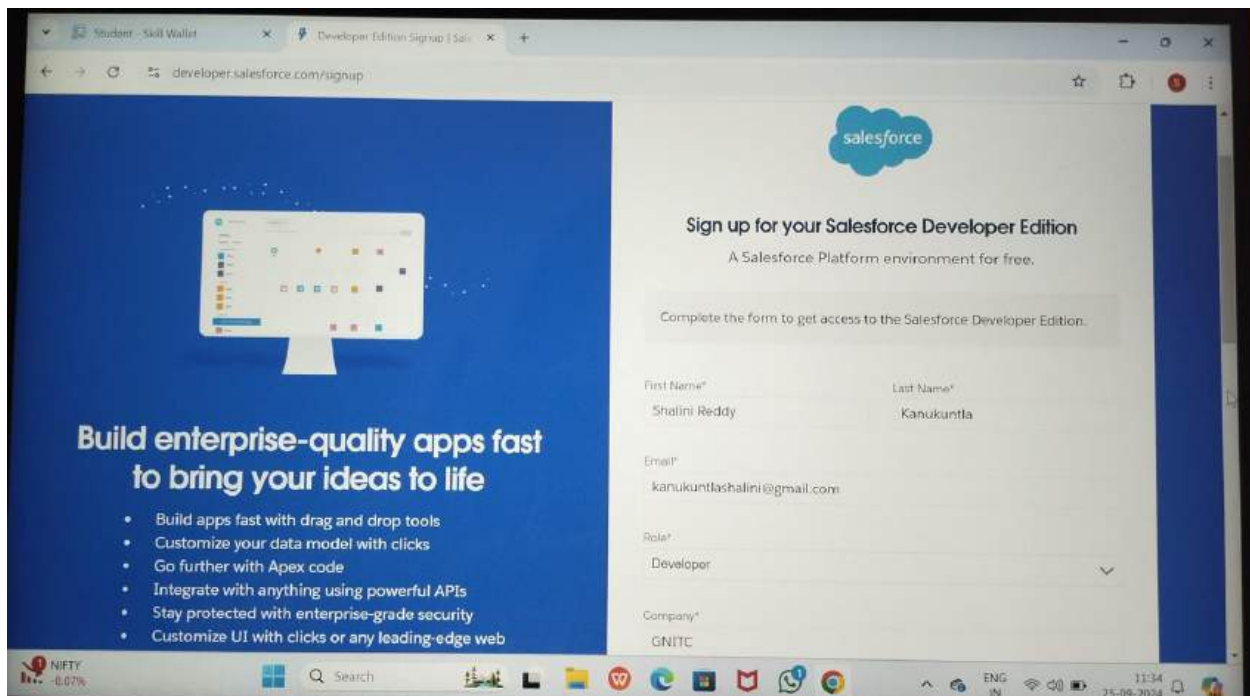 Student - Skill Wallet
Developer Edition Signup | Sale
developer.salesforce.com/signup
S
salesforce
Sign up for your Salesforce Developer Edition
A Salesforce Platform environment for free.
Complete the form to get access to the Salesforce Developer Edition.
First Name*
Last Name*
Shalini Reddy
Kanukuntla
Email*
kanukuntlashalini@gmail.com
Role*
Developer
Company*
GNITC
Build enterprise-quality apps fast
to bring your ideas to life
• Build apps fast with drag and drop tools
• Customize your data model with clicks
• Go further with Apex code
• Integrate with anything using powerful APIs
• Stay protected with enterprise-grade security
• Customize UI with clicks or any leading-edge web
1
NIFTY
-0.07%
Search
ENG
IN
11:34
25-09-2024